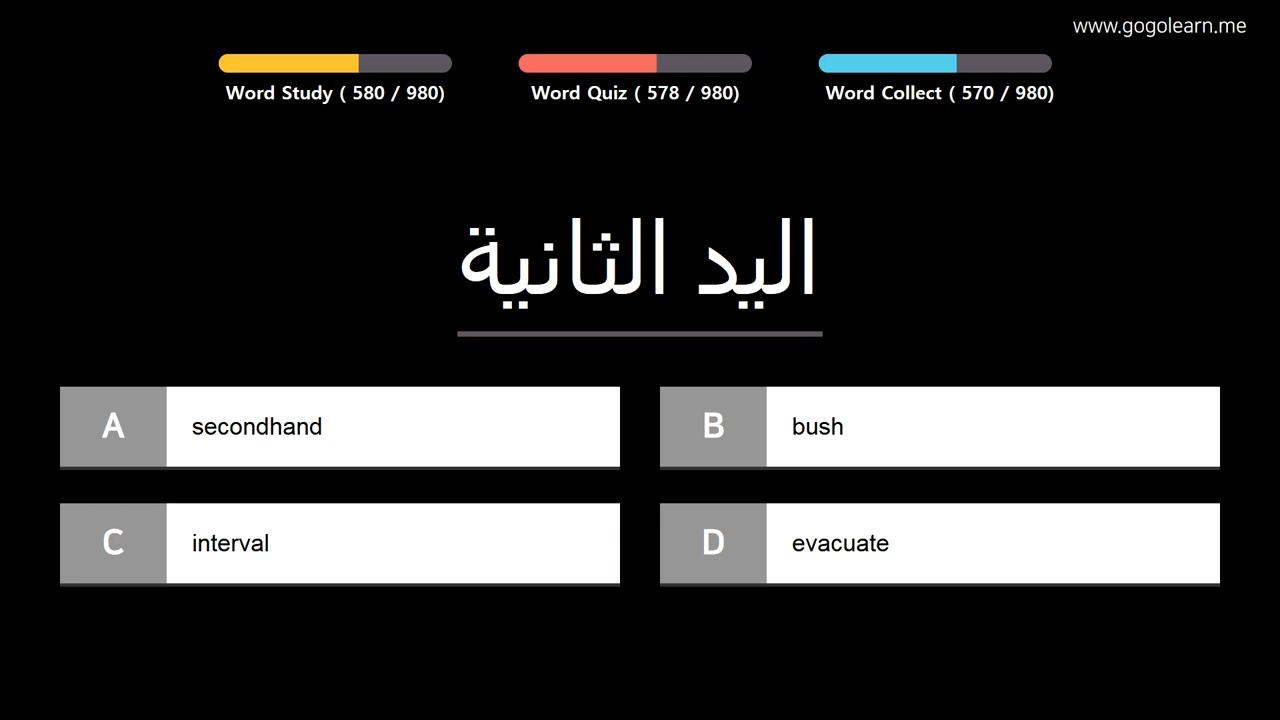 www.gogolearn.me
Word Study ( 580 / 980)
Word Quiz ( 578 / 980)
Word Collect ( 570 / 980)
اليد الثانية
A secondhand
B bush
C interval
D evacuate